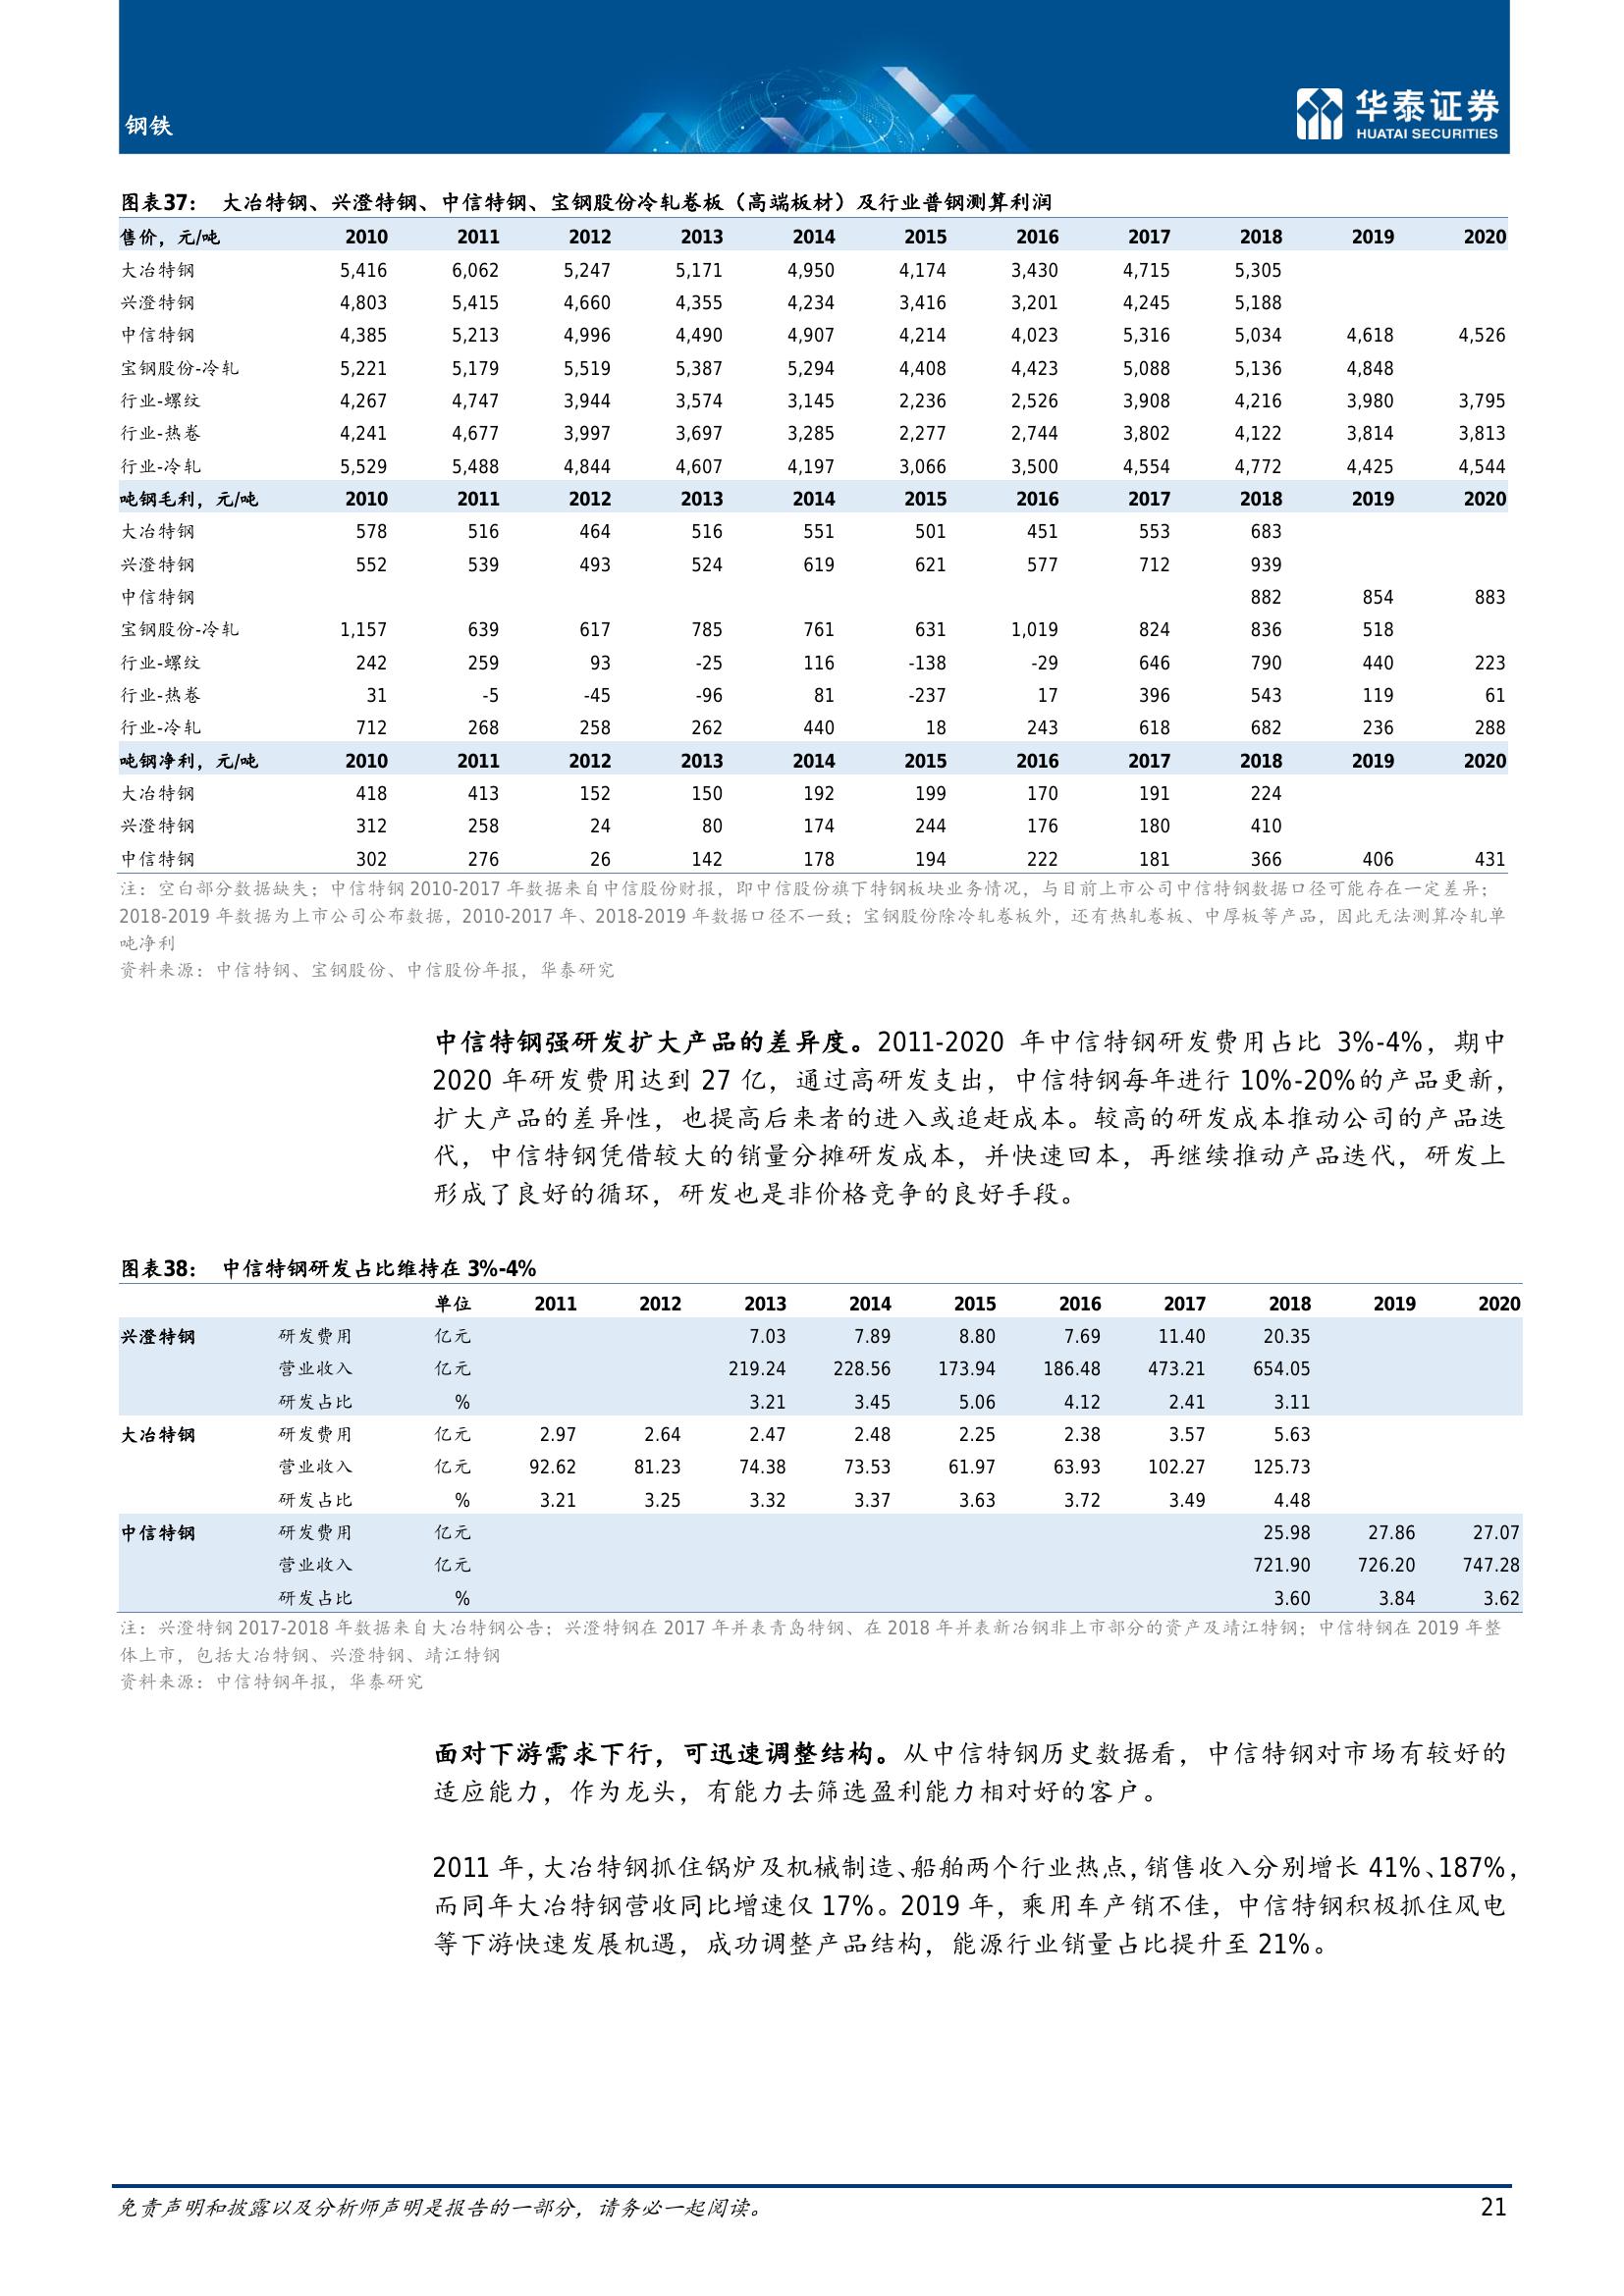 钢铁
华泰证券
HUATAI SECURITIES
图表37： 大冶特钢、兴澄特钢、中信特钢、宝钢股份冷轧卷板（高端板材）及行业普钢测算利润
售价，元/吨 2010 2011 2012 2013 2014 2015 2016 2017 2018 2019 2020
大冶特钢 5,416 6,062 5,247 5,171 4,950 4,174 3,430 4,715 5,305
兴澄特钢 4,803 5,415 4,660 4,355 4,234 3,416 3,201 4,245 5,188
中信特钢 4,385 5,213 4,996 4,490 4,907 4,214 4,023 5,316 5,034 4,618 4,526
宝钢股份-冷轧 5,221 5,179 5,519 5,387 5,294 4,408 4,423 5,088 5,136 4,848
行业-螺纹 4,267 4,747 3,944 3,574 3,145 2,236 2,526 3,908 4,216 3,980 3,795
行业-热卷 4,241 4,677 3,997 3,697 3,285 2,277 2,744 3,802 4,122 3,814 3,813
行业-冷轧 5,529 5,488 4,844 4,607 4,197 3,066 3,500 4,554 4,772 4,425 4,544
吨钢毛利，元/吨 2010 2011 2012 2013 2014 2015 2016 2017 2018 2019 2020
大冶特钢 578 516 464 516 551 501 451 553 683
兴澄特钢 552 539 493 524 619 621 577 712 939
中信特钢 882 854 883
宝钢股份-冷轧 1,157 639 617 785 761 631 1,019 824 836 518
行业-螺纹 242 259 93 -25 116 -138 -29 646 790 440 223
行业-热卷 31 -5 -45 -96 81 -237 17 396 543 119 61
行业-冷轧 712 268 258 262 440 18 243 618 682 236 288
吨钢净利，元/吨 2010 2011 2012 2013 2014 2015 2016 2017 2018 2019 2020
大冶特钢 418 413 152 150 192 199 170 191 224
兴澄特钢 312 258 24 80 174 244 176 180 410
中信特钢 302 276 26 142 178 194 222 181 366 406 431
注：空白部分数据缺失；中信特钢 2010-2017 年数据来自中信股份财报，即中信股份旗下特钢板块业务情况，与目前上市公司中信特钢数据口径可能存在一定差异；
2018-2019 年数据为上市公司公布数据，2010-2017 年、2018-2019 年数据口径不一致；宝钢股份除冷轧卷板外，还有热轧卷板、中厚板等产品，因此无法测算冷轧单
吨净利
资料来源：中信特钢、宝钢股份、中信股份年报，华泰研究
中信特钢强研发扩大产品的差异度。2011-2020 年中信特钢研发费用占比 3%-4%，期中
2020 年研发费用达到 27 亿，通过高研发支出，中信特钢每年进行 10%-20%的产品更新，
扩大产品的差异性，也提高后来者的进入或追赶成本。较高的研发成本推动公司的产品迭
代，中信特钢凭借较大的销量分摊研发成本，并快速回本，再继续推动产品迭代，研发上
形成了良好的循环，研发也是非价格竞争的良好手段。
图表38： 中信特钢研发占比维持在 3%-4%
单位 2011 2012 2013 2014 2015 2016 2017 2018 2019 2020
兴澄特钢 研发费用 亿元 7.03 7.89 8.80 7.69 11.40 20.35
营业收入 亿元 219.24 228.56 173.94 186.48 473.21 654.05
研发占比 % 3.21 3.45 5.06 4.12 2.41 3.11
大冶特钢 研发费用 亿元 2.97 2.64 2.47 2.48 2.25 2.38 3.57 5.63
营业收入 亿元 92.62 81.23 74.38 73.53 61.97 63.93 102.27 125.73
研发占比 % 3.21 3.25 3.32 3.37 3.63 3.72 3.49 4.48
中信特钢 研发费用 亿元 25.98 27.86 27.07
营业收入 亿元 721.90 726.20 747.28
研发占比 % 3.60 3.84 3.62
注：兴澄特钢 2017-2018 年数据来自大冶特钢公告；兴澄特钢在 2017 年并表青岛特钢、在 2018 年并表新冶钢非上市部分的资产及靖江特钢；中信特钢在 2019 年整
体上市，包括大冶特钢、兴澄特钢、靖江特钢
资料来源：中信特钢年报，华泰研究
面对下游需求下行，可迅速调整结构。从中信特钢历史数据看，中信特钢对市场有较好的
适应能力，作为龙头，有能力去筛选盈利能力相对好的客户。
2011 年，大冶特钢抓住锅炉及机械制造、船舶两个行业热点，销售收入分别增长 41%、187%，
而同年大冶特钢营收同比增速仅 17%。2019 年，乘用车产销不佳，中信特钢积极抓住风电
等下游快速发展机遇，成功调整产品结构，能源行业销量占比提升至 21%。
免责声明和披露以及分析师声明是报告的一部分，请务必一起阅读。 21